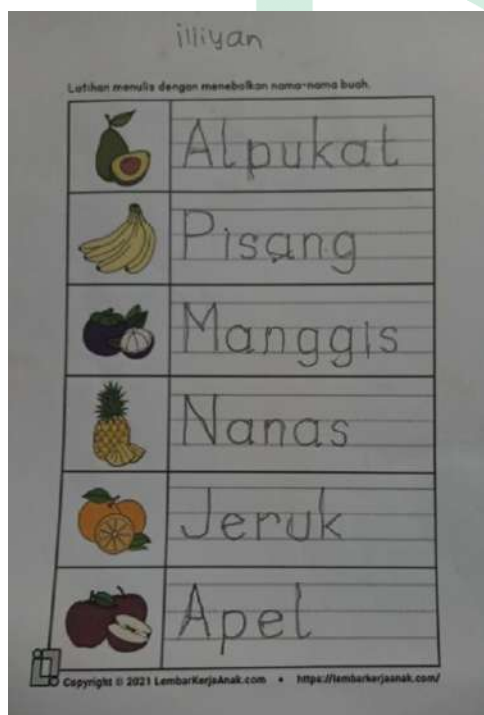 illiyan
Latihan menulis dengan menebalkan nama-nama buah.
Alpukat
Pisang
Manggis
Nanas
Jeruk
Apel
Copyright © 2021 LembarKerjaAnak.com • https://lembarkerjaanak.com/